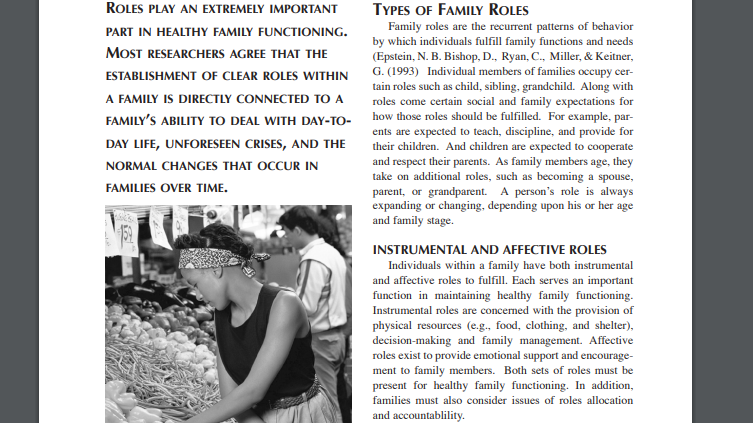 ROLES PLAY AN EXTREMELY IMPORTANT
PART IN HEALTHY FAMILY FUNCTIONING.
MOST RESEARCHERS AGREE THAT THE
ESTABLISHMENT OF CLEAR ROLES WITHIN
A FAMILY IS DIRECTLY CONNECTED TO A
FAMILY'S ABILITY TO DEAL WITH DAY-TO-
DAY LIFE, UNFORESEEN CRISES, AND THE
NORMAL CHANGES THAT OCCUR IN
FAMILIES OVER TIME.
TYPES OF FAMILY ROLES
Family roles are the recurrent patterns of behavior
by which individuals fulfill family functions and needs
(Epstein, N. B. Bishop, D., Ryan, C., Miller, & Keitner,
G. (1993) Individual members of families occupy cer-
tain roles such as child, sibling, grandchild. Along with
roles come certain social and family expectations for
how those roles should be fulfilled. For example, par-
ents are expected to teach, discipline, and provide for
their children. And children are expected to cooperate
and respect their parents. As family members age, they
take on additional roles, such as becoming a spouse,
parent, or grandparent. A person's role is always
expanding or changing, depending upon his or her age
and family stage.
INSTRUMENTAL AND AFFECTIVE ROLES
Individuals within a family have both instrumental
and affective roles to fulfill. Each serves an important
function in maintaining healthy family functioning.
Instrumental roles are concerned with the provision of
physical resources (e.g., food, clothing, and shelter),
decision-making and family management. Affective
roles exist to provide emotional support and encourage-
ment to family members. Both sets of roles must be
present for healthy family functioning. In addition,
families must also consider issues of roles allocation
and accountablility.